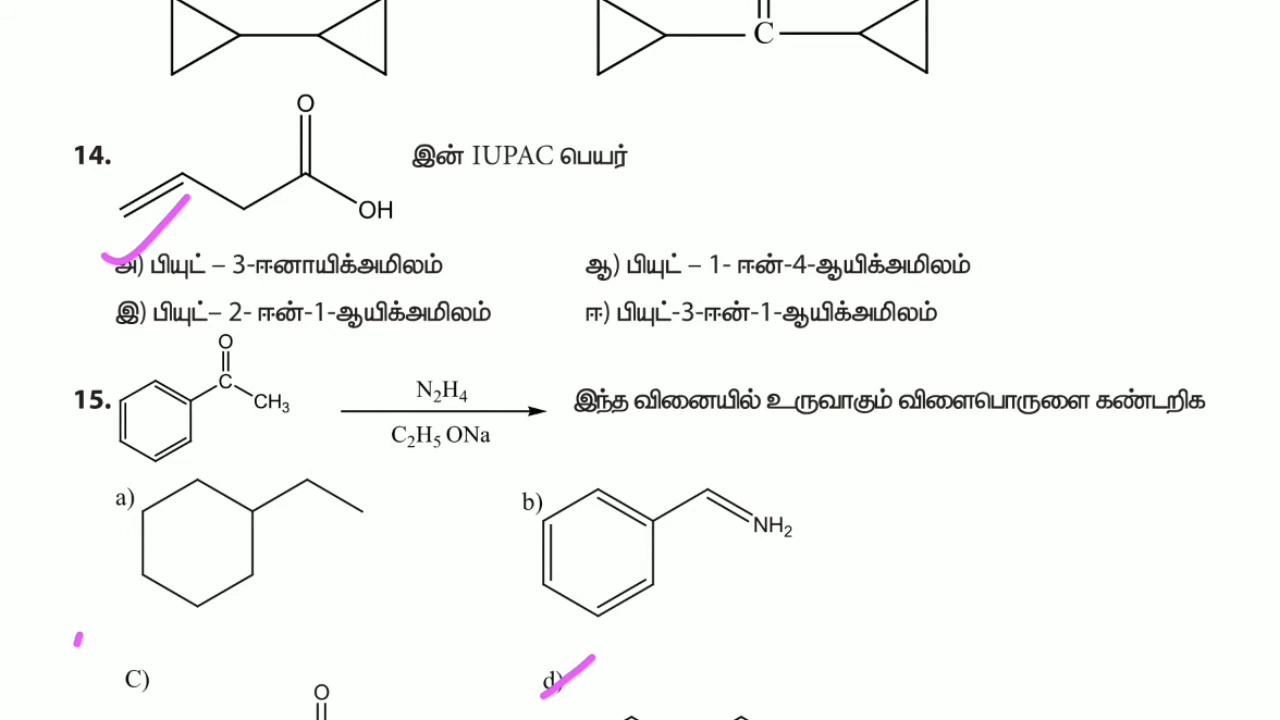 C
14.
O
OH
இன் IUPAC பெயர்
அ) பியுட் – 3-ஈனாயிக்அமிலம்
ஆ) பியுட் – 1- ஈன்-4-ஆயிக்அமிலம்
இ) பியுட்– 2- ஈன்-1-ஆயிக்அமிலம்
ஈ) பியுட்-3-ஈன்-1-ஆயிக்அமிலம்
15.
O
C
CH3
N2H4
C2H5 ONa
இந்த வினையில் உருவாகும் விளைபொருளை கண்டறிக
a)
b)
NH2
C)
O
d)